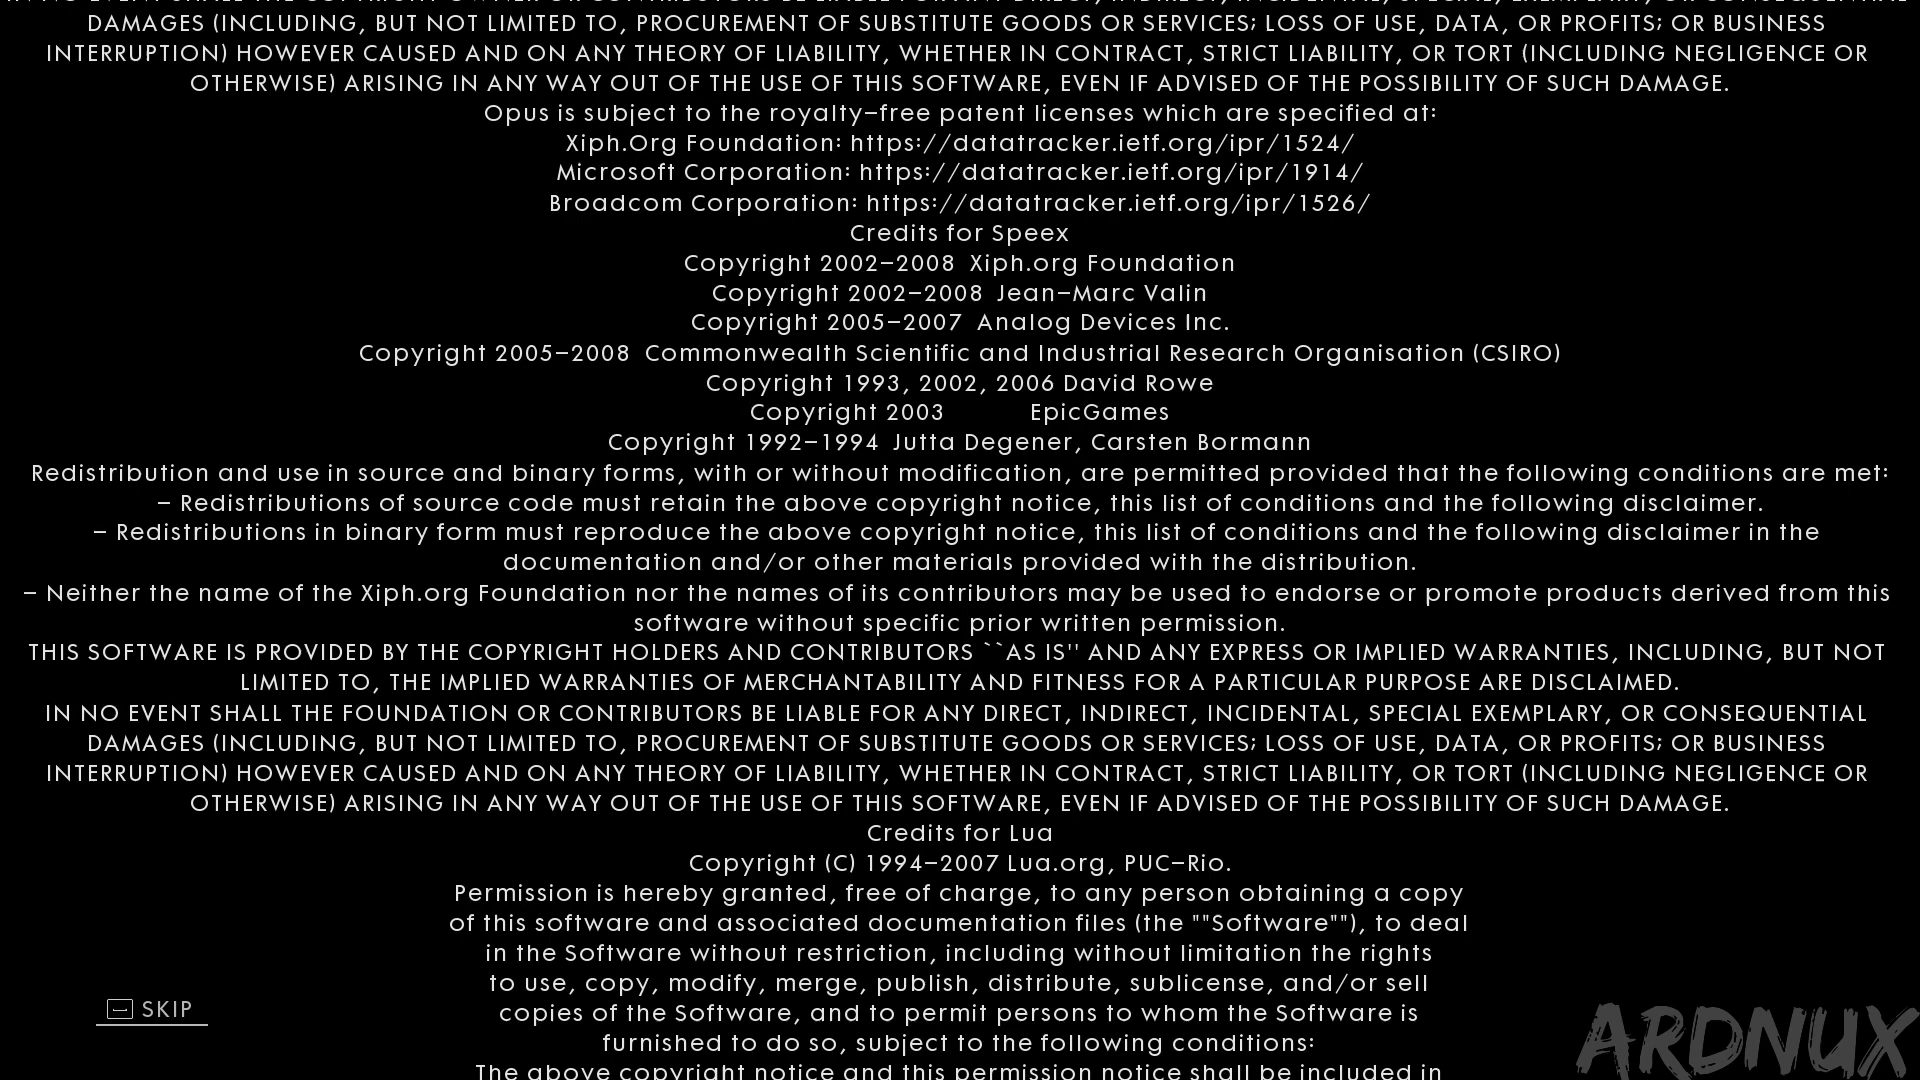 DAMAGES (INCLUDING, BUT NOT LIMITED TO, PROCUREMENT OF SUBSTITUTE GOODS OR SERVICES; LOSS OF USE, DATA, OR PROFITS; OR BUSINESS
INTERRUPTION) HOWEVER CAUSED AND ON ANY THEORY OF LIABILITY, WHETHER IN CONTRACT, STRICT LIABILITY, OR TORT (INCLUDING NEGLIGENCE OR
OTHERWISE) ARISING IN ANY WAY OUT OF THE USE OF THIS SOFTWARE, EVEN IF ADVISED OF THE POSSIBILITY OF SUCH DAMAGE.
Opus is subject to the royalty-free patent licenses which are specified at:
Xiph.Org Foundation: https://datatracker.ietf.org/ipr/1524/
Microsoft Corporation: https://datatracker.ietf.org/ipr/1914/
Broadcom Corporation: https://datatracker.ietf.org/ipr/1526/
Credits for Speex
Copyright 2002-2008 Xiph.org Foundation
Copyright 2002-2008 Jean-Marc Valin
Copyright 2005-2007 Analog Devices Inc.
Copyright 2005-2008 Commonwealth Scientific and Industrial Research Organisation (CSIRO)
Copyright 1993, 2002, 2006 David Rowe
Copyright 2003 EpicGames
Copyright 1992-1994 Jutta Degener, Carsten Bormann
Redistribution and use in source and binary forms, with or without modification, are permitted provided that the following conditions are met:
- Redistributions of source code must retain the above copyright notice, this list of conditions and the following disclaimer.
- Redistributions in binary form must reproduce the above copyright notice, this list of conditions and the following disclaimer in the
documentation and/or other materials provided with the distribution.
- Neither the name of the Xiph.org Foundation nor the names of its contributors may be used to endorse or promote products derived from this
software without specific prior written permission.
THIS SOFTWARE IS PROVIDED BY THE COPYRIGHT HOLDERS AND CONTRIBUTORS ``AS IS'' AND ANY EXPRESS OR IMPLIED WARRANTIES, INCLUDING, BUT NOT
LIMITED TO, THE IMPLIED WARRANTIES OF MERCHANTABILITY AND FITNESS FOR A PARTICULAR PURPOSE ARE DISCLAIMED.
IN NO EVENT SHALL THE FOUNDATION OR CONTRIBUTORS BE LIABLE FOR ANY DIRECT, INDIRECT, INCIDENTAL, SPECIAL EXEMPLARY, OR CONSEQUENTIAL
DAMAGES (INCLUDING, BUT NOT LIMITED TO, PROCUREMENT OF SUBSTITUTE GOODS OR SERVICES; LOSS OF USE, DATA, OR PROFITS; OR BUSINESS
INTERRUPTION) HOWEVER CAUSED AND ON ANY THEORY OF LIABILITY, WHETHER IN CONTRACT, STRICT LIABILITY, OR TORT (INCLUDING NEGLIGENCE OR
OTHERWISE) ARISING IN ANY WAY OUT OF THE USE OF THIS SOFTWARE, EVEN IF ADVISED OF THE POSSIBILITY OF SUCH DAMAGE.
Credits for Lua
Copyright (C) 1994-2007 Lua.org, PUC-Rio.
Permission is hereby granted, free of charge, to any person obtaining a copy
of this software and associated documentation files (the ""Software""), to deal
in the Software without restriction, including without limitation the rights
to use, copy, modify, merge, publish, distribute, sublicense, and/or sell
copies of the Software, and to permit persons to whom the Software is
furnished to do so, subject to the following conditions:
The above copyright notice and this permission notice shall be included in
SKIP
ARDNUX